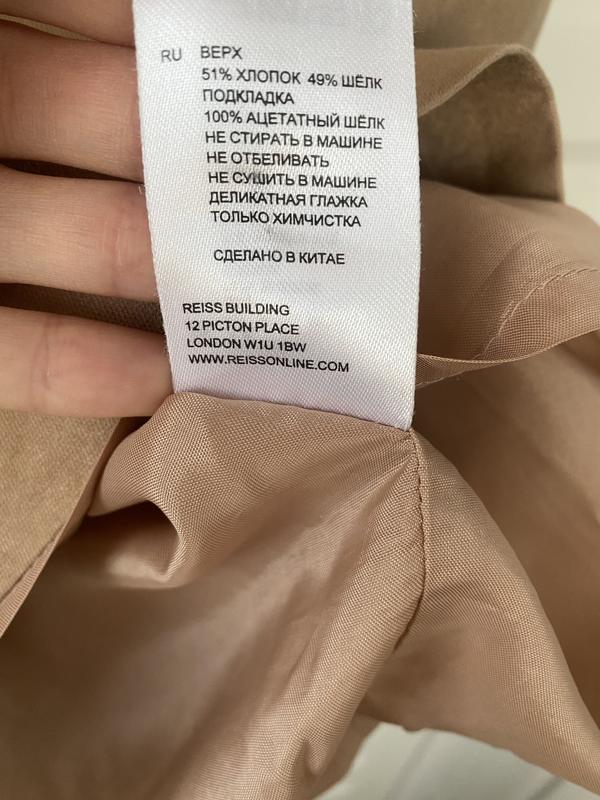 RU ВЕРХ
51% ХЛОПОК 49% ШЁЛК
ПОДКЛАДКА
100% АЦЕТАТНЫЙ ШЁЛК
НЕ СТИРАТЬ В МАШИНЕ
НЕ ОТБЕЛИВАТЬ
НЕ СУШИТЬ В МАШИНЕ
ДЕЛИКАТНАЯ ГЛАЖКА
ТОЛЬКО ХИМЧИСТКА
СДЕЛАНО В КИТАЕ
REISS BUILDING
12 PICTON PLACE
LONDON W1U 1BW
WWW.REISSONLINE.COM